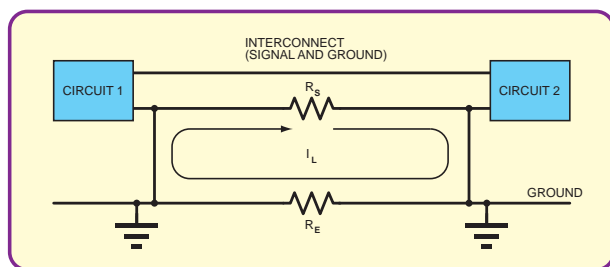 INTERCONNECT
(SIGNAL AND GROUND)
CIRCUIT 1
RS
CIRCUIT 2
IL
GROUND
RE